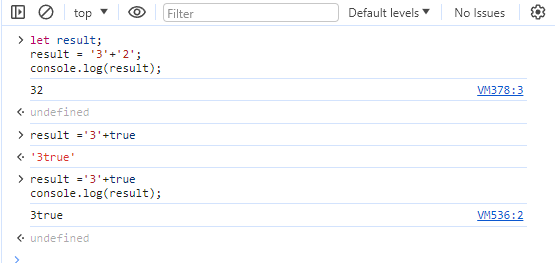 top Filter Default levels No Issues
let result;
result = '3'+'2';
console.log(result);
32 VM378:3
undefined
result ='3'+true
'3true'
result ='3'+true
console.log(result);
3true VM536:2
undefined